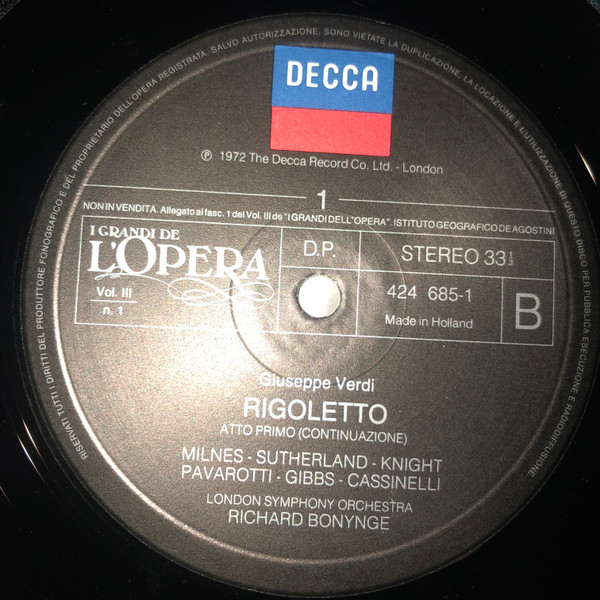 RISERVATI TUTTI I DIRITTI DEL PRODUTTORE FONOGRAFICO E DEL PROPRIETARIO DELL'OPERA REGISTRATA. SALVO AUTORIZZAZIONE, SONO VIETATE LA DUPLICAZIONE, LA LOCAZIONE E L'UTILIZZAZIONE DI QUESTO DISCO PER PUBBLICA ESECUZIONE E RADIODIFFUSIONE.
DECCA
℗ 1972 The Decca Record Co. Ltd. - London
1
NON IN VENDITA. Allegato al fasc. 1 del Vol. III de "I GRANDI DELL'OPERA". ISTITUTO GEOGRAFICO DE AGOSTINI
I GRANDI DE
L'OPERA
Vol. III
n. 1
D.P.
STEREO 33⅓
424 685-1
Made in Holland
B
Giuseppe Verdi
RIGOLETTO
ATTO PRIMO (CONTINUAZIONE)
MILNES - SUTHERLAND - KNIGHT
PAVAROTTI - GIBBS - CASSINELLI
LONDON SYMPHONY ORCHESTRA
RICHARD BONYNGE